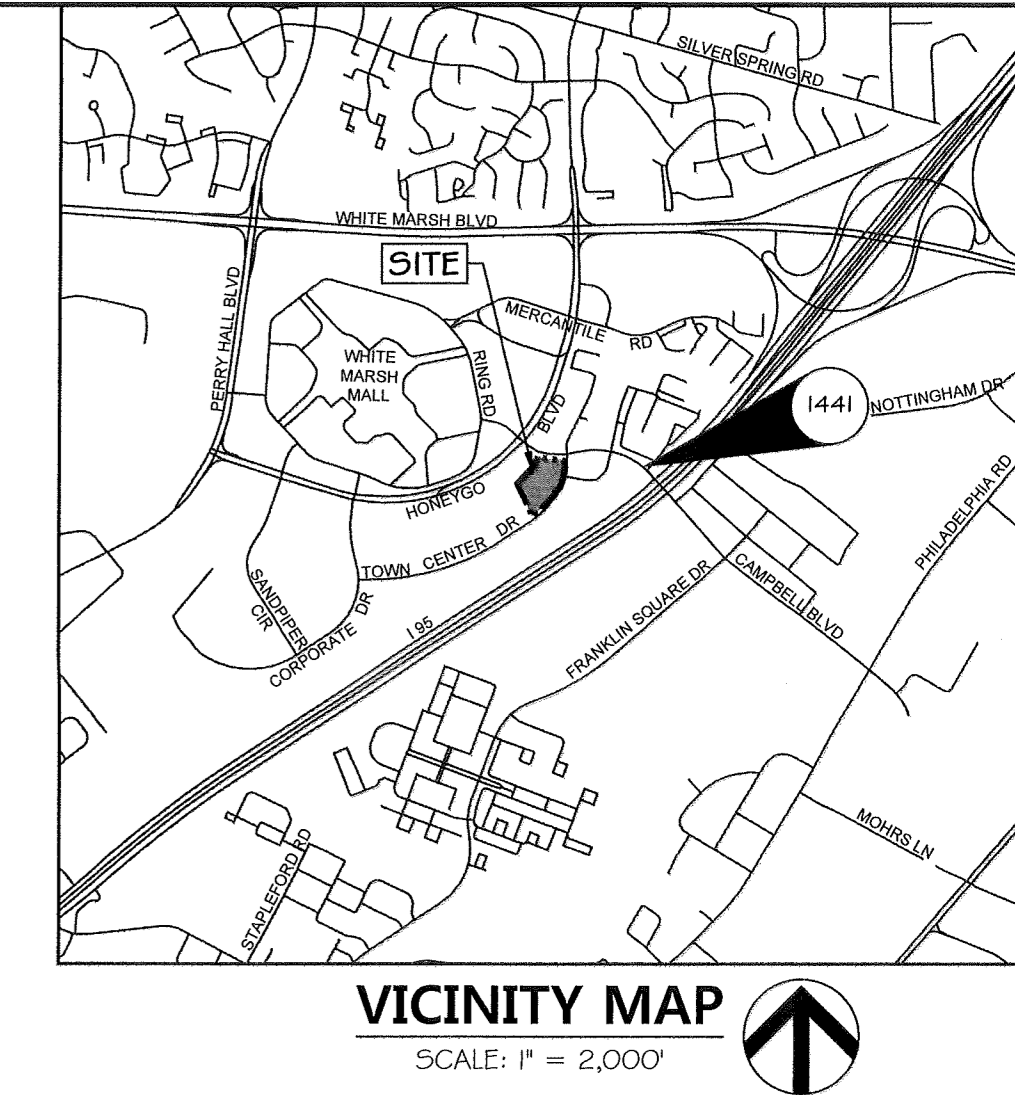 SILVER SPRING RD
WHITE MARSH BLVD
SITE
PERRY HALL BLVD
MERCANTILE RD
WHITE
MARSH
MALL
RING RD
BLVD
1441
NOTTINGHAM DR
HONEYGO
PHILADELPHIA RD
TOWN CENTER DR
SANDPIPER
CIR
CORPORATE DR
I 95
FRANKLIN SQUARE DR
CAMPBELL BLVD
MOHRS LN
STAPLEFORD RD
VICINITY MAP
SCALE: 1" = 2,000'